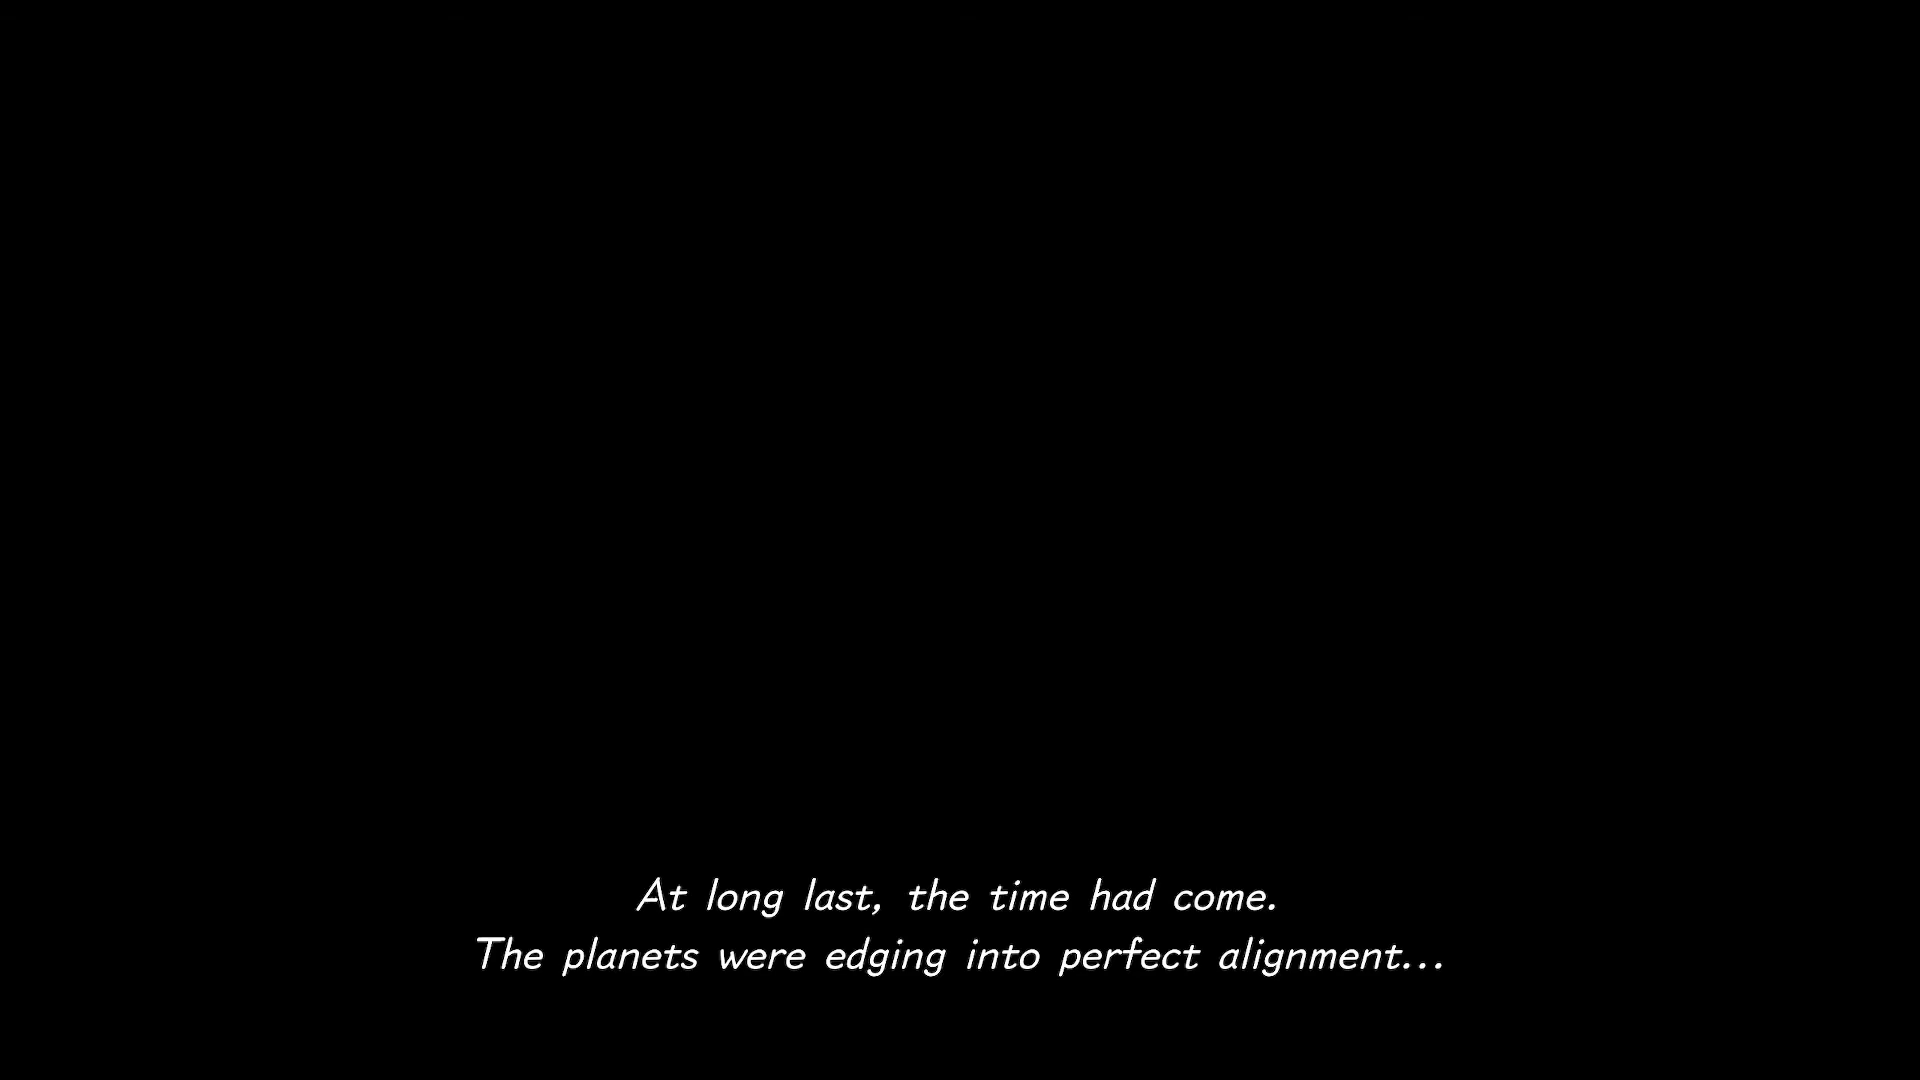 At long last, the time had come.
The planets were edging into perfect alignment...